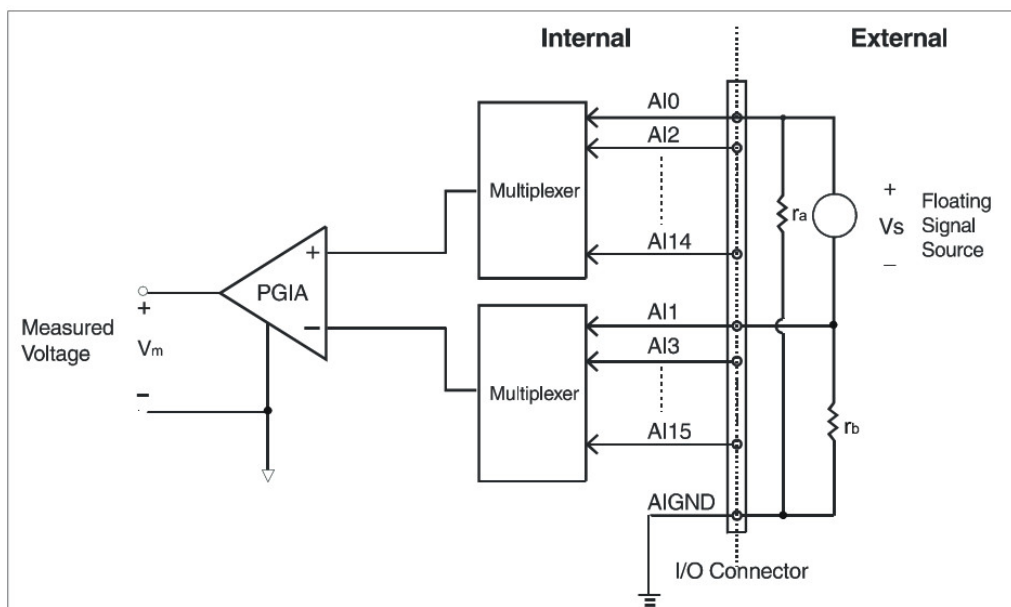 Internal
External
AI0
AI2
Multiplexer
AI14
PGIA
+
−
Measured
Voltage
+
Vm
−
AI1
AI3
Multiplexer
AI15
AIGND
I/O Connector
ra
+
Vs
−
Floating
Signal
Source
rb